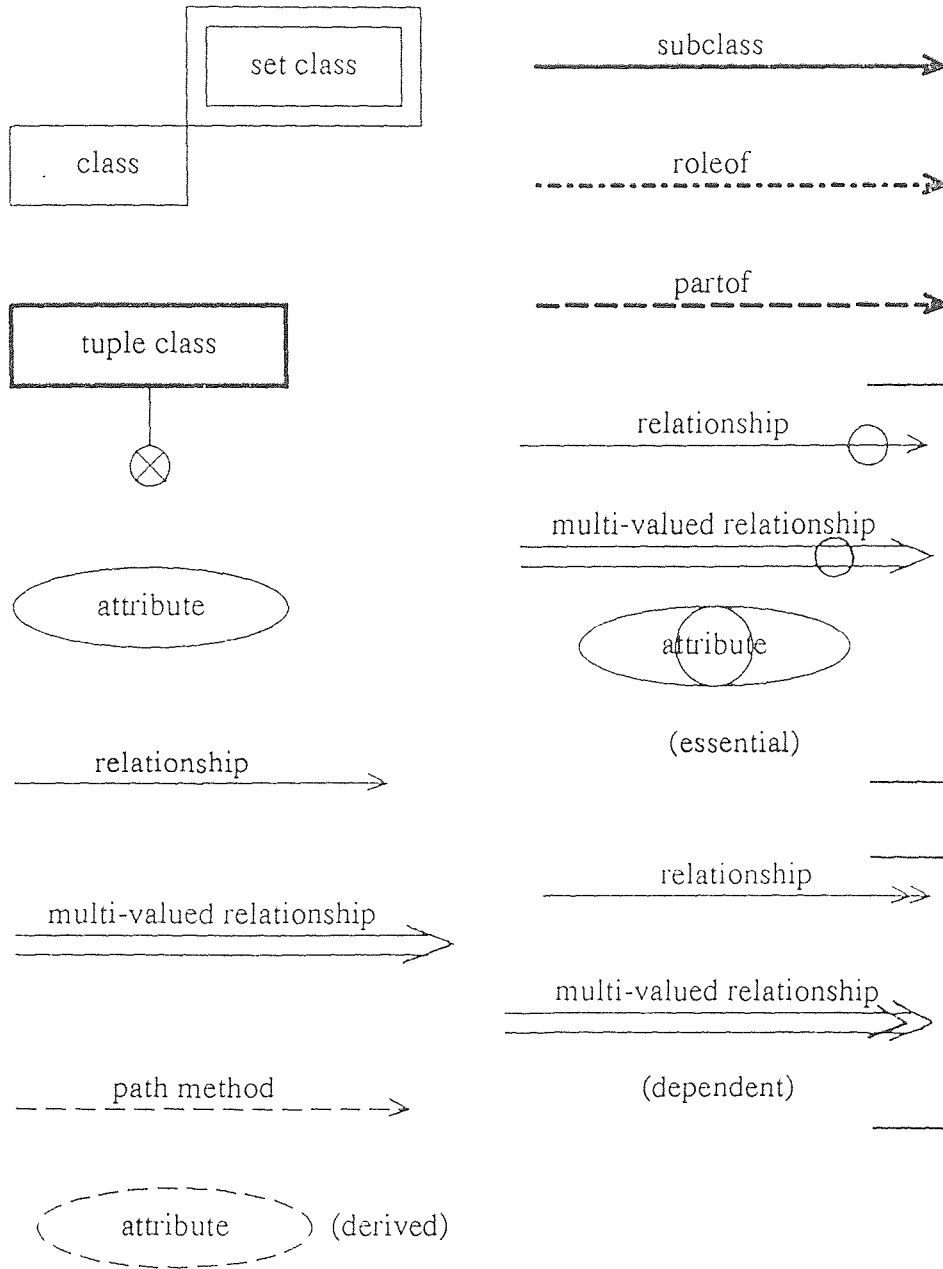 set class
class
tuple class
attribute
relationship
multi-valued relationship
path method
attribute (derived)
subclass
roleof
partof
relationship
multi-valued relationship
attribute
(essential)
relationship
multi-valued relationship
(dependent)